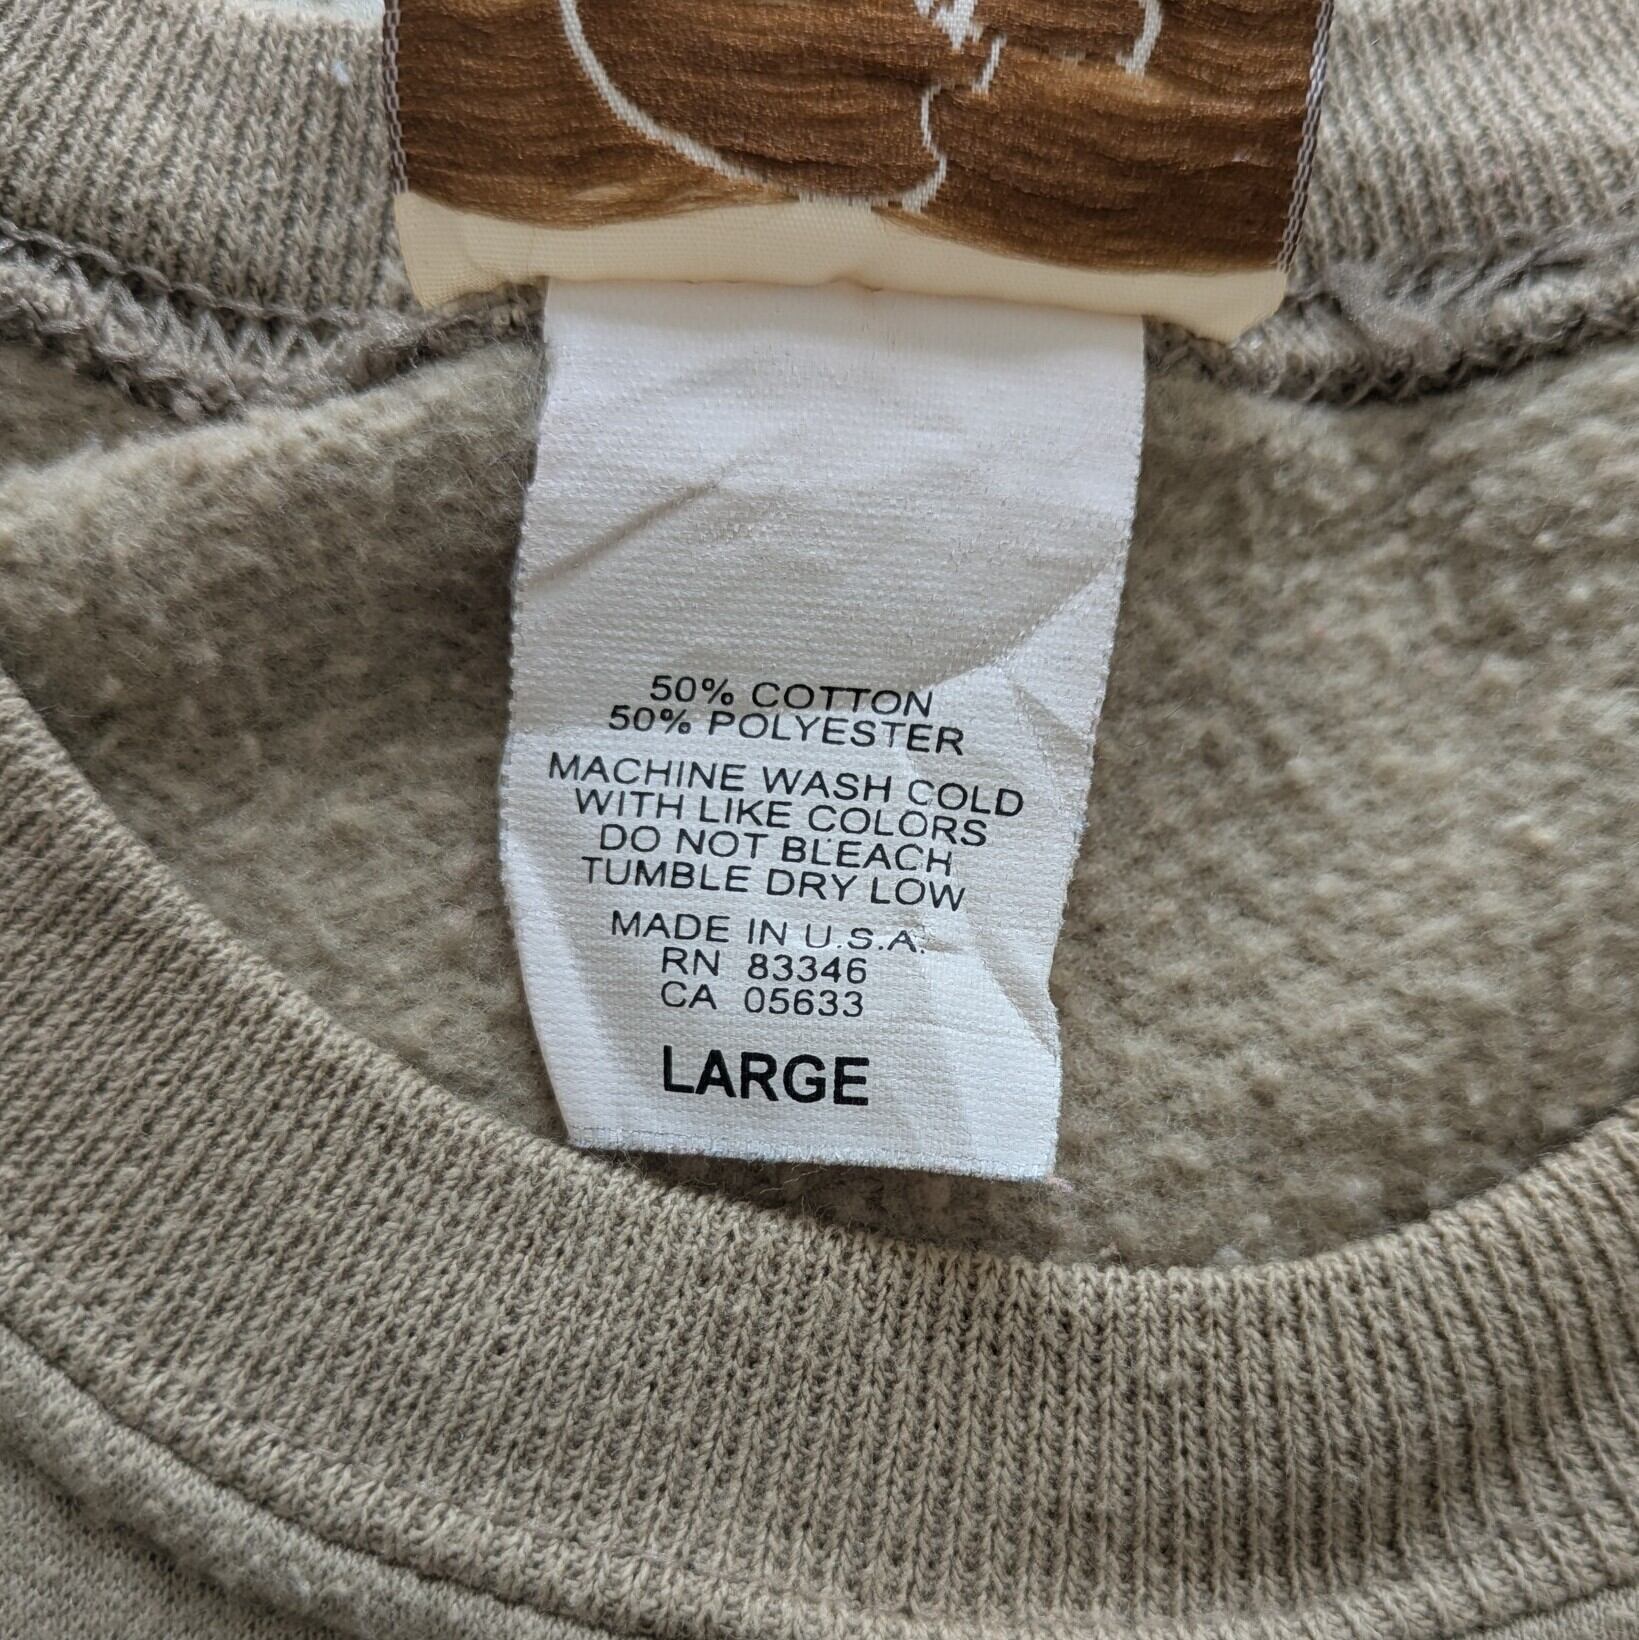 50% COTTON
50% POLYESTER
MACHINE WASH COLD
WITH LIKE COLORS
DO NOT BLEACH
TUMBLE DRY LOW
MADE IN U.S.A.
RN 83346
CA 05633
LARGE